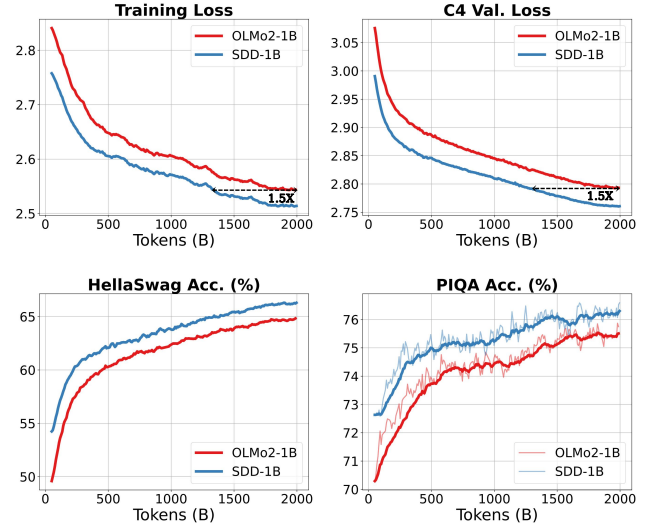 Training Loss
2.8
2.7
2.6
2.5
0 500 1000 1500 2000
Tokens (B)
OLMo2-1B
SDD-1B
1.5X
C4 Val. Loss
3.05
3.00
2.95
2.90
2.85
2.80
2.75
0 500 1000 1500 2000
Tokens (B)
OLMo2-1B
SDD-1B
1.5X
HellaSwag Acc. (%)
65
60
55
50
0 500 1000 1500 2000
Tokens (B)
OLMo2-1B
SDD-1B
PIQA Acc. (%)
76
75
74
73
72
71
70
0 500 1000 1500 2000
Tokens (B)
OLMo2-1B
SDD-1B